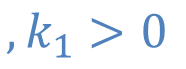 , k₁ > 0